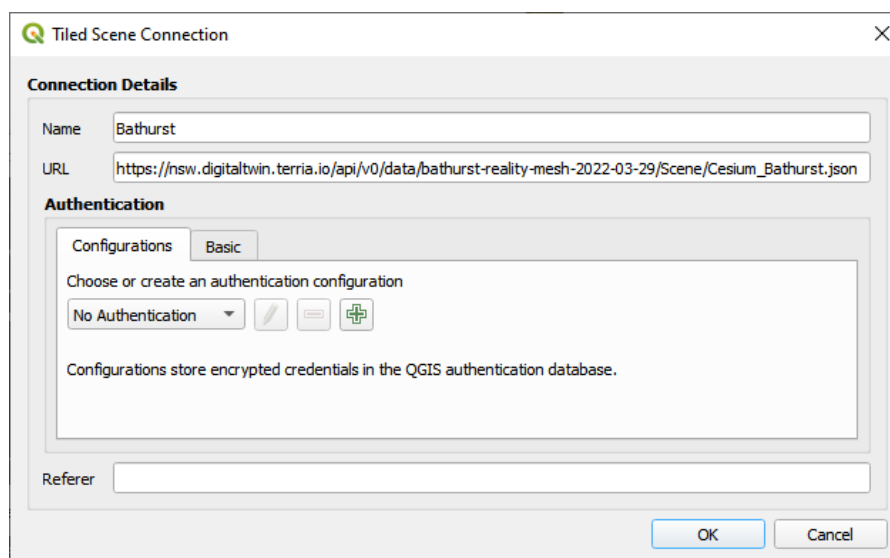 Tiled Scene Connection
Connection Details
Name Bathurst
URL https://nsw.digitaltwin.terria.io/api/v0/data/bathurst-reality-mesh-2022-03-29/Scene/Cesium_Bathurst.json
Authentication
Configurations Basic
Choose or create an authentication configuration
No Authentication
Configurations store encrypted credentials in the QGIS authentication database.
Referer
OK Cancel